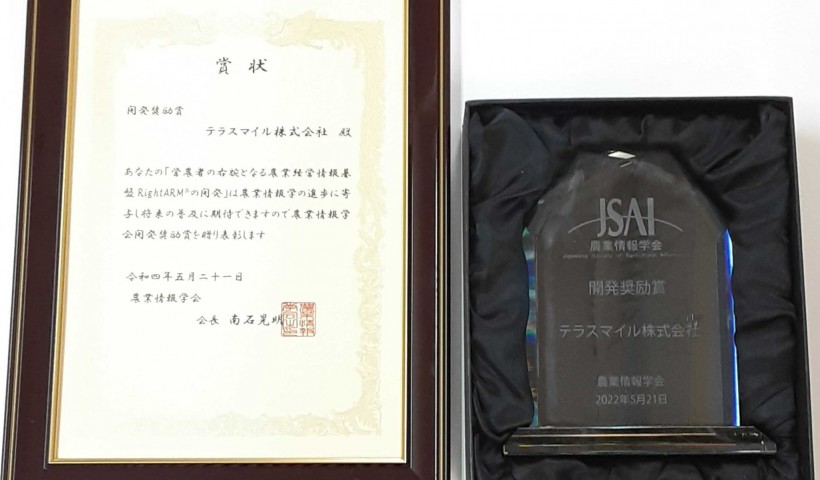 賞状
開発奨励賞
テラスマイル株式会社 殿
あなたの「営農者の右腕となる農業経営情報基
盤RightARM®の開発」は農業情報学の進歩に寄
与し将来の普及に期待できますので農業情報学
会開発奨励賞を贈り表彰します
令和四年五月二十一日
農業情報学会
会長 南石晃明
JSAI
農業情報学会
Japanese Society of Agricultural Informatics
開発奨励賞
テラスマイル株式会社
農業情報学会
2022年5月21日